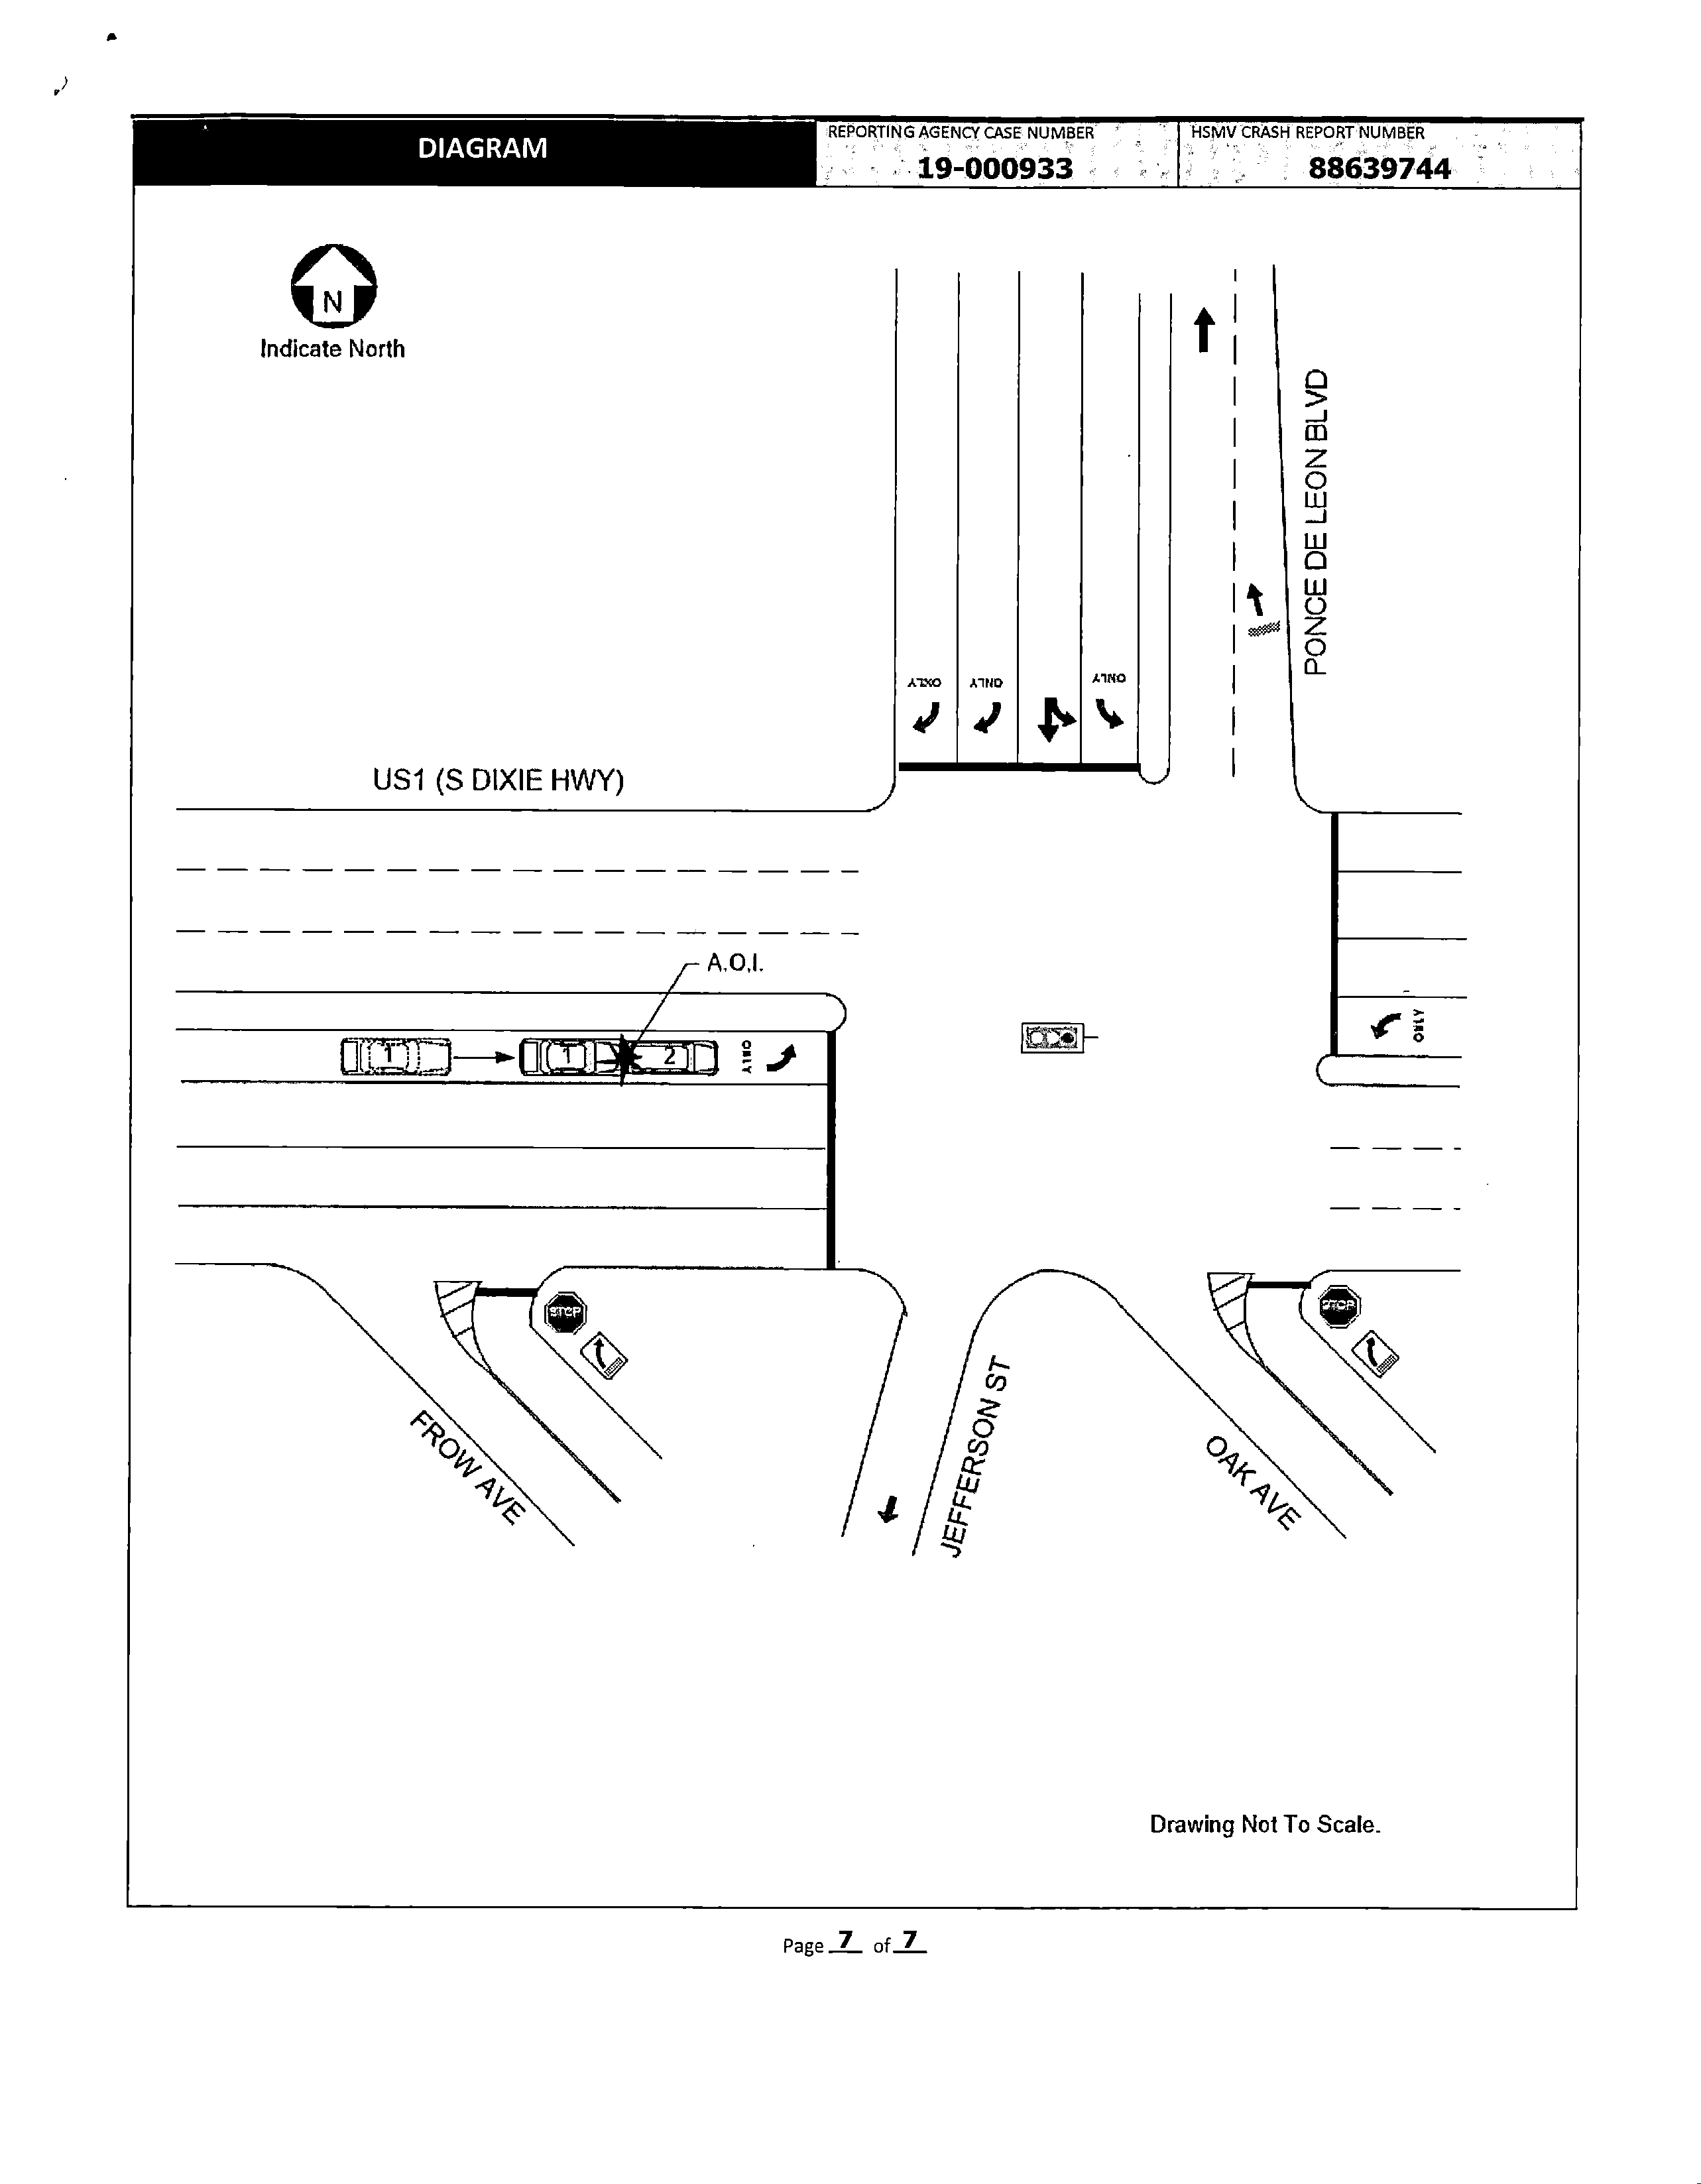 DIAGRAM
REPORTING AGENCY CASE NUMBER
19-000933
HSMV CRASH REPORT NUMBER
88639744
N
Indicate North
PONCE DE LEON BLVD
ONLY
ONLY
ONLY
US1 (S DIXIE HWY)
A.O.I.
1
1
2
ONLY
ONLY
STOP
STOP
FROW AVE
JEFFERSON ST
OAK AVE
Drawing Not To Scale.
Page 7 of 7